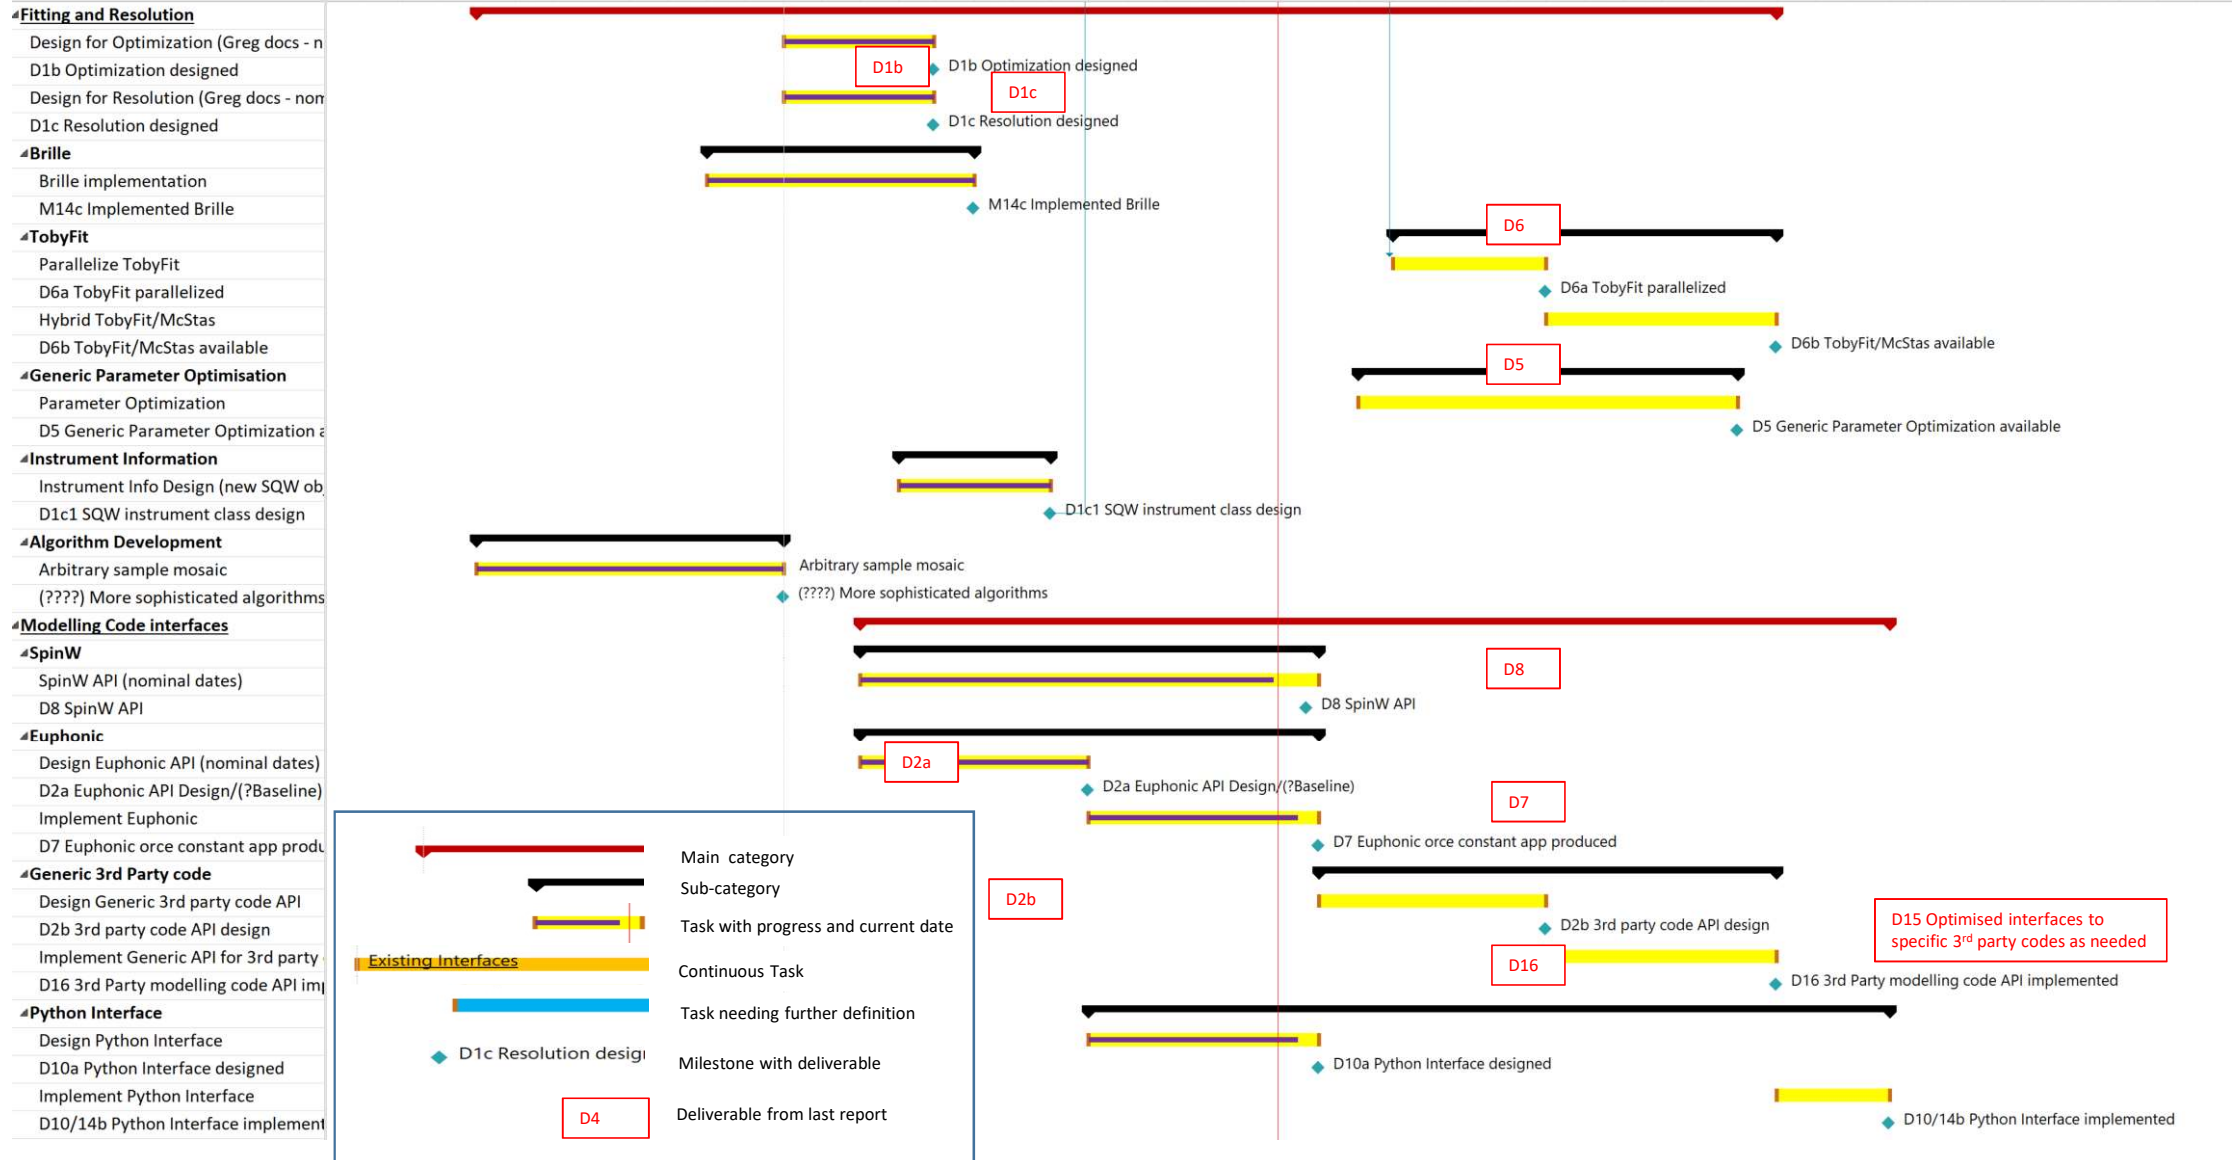 Fitting and Resolution
Design for Optimization (Greg docs - n
D1b Optimization designed
D1b
D1b Optimization designed
Design for Resolution (Greg docs - nom
D1c
D1c Resolution designed
D1c Resolution designed
Brille
Brille implementation
M14c Implemented Brille
M14c Implemented Brille
TobyFit
D6
Parallelize TobyFit
D6a TobyFit parallelized
D6a TobyFit parallelized
Hybrid TobyFit/McStas
D6b TobyFit/McStas available
D6b TobyFit/McStas available
Generic Parameter Optimisation
D5
Parameter Optimization
D5 Generic Parameter Optimization a
D5 Generic Parameter Optimization available
Instrument Information
Instrument Info Design (new SQW ob
D1c1 SQW instrument class design
D1c1 SQW instrument class design
Algorithm Development
Arbitrary sample mosaic
Arbitrary sample mosaic
(????) More sophisticated algorithms
(????) More sophisticated algorithms
Modelling Code interfaces
SpinW
D8
SpinW API (nominal dates)
D8 SpinW API
D8 SpinW API
Euphonic
Design Euphonic API (nominal dates)
D2a
D2a Euphonic API Design/(?Baseline)
D2a Euphonic API Design/(?Baseline)
Implement Euphonic
D7
D7 Euphonic orce constant app produ
D7 Euphonic orce constant app produced
Generic 3rd Party code
Design Generic 3rd party code API
D2b
D2b 3rd party code API design
D2b 3rd party code API design
D15 Optimised interfaces to
specific 3rd party codes as needed
Implement Generic API for 3rd party
D16
D16 3rd Party modelling code API imp
D16 3rd Party modelling code API implemented
Python Interface
Design Python Interface
D10a Python Interface designed
D10a Python Interface designed
Implement Python Interface
D10/14b Python Interface implement
D10/14b Python Interface implemented
Main category
Sub-category
Task with progress and current date
Existing Interfaces
Continuous Task
Task needing further definition
D1c Resolution desig
Milestone with deliverable
D4
Deliverable from last report